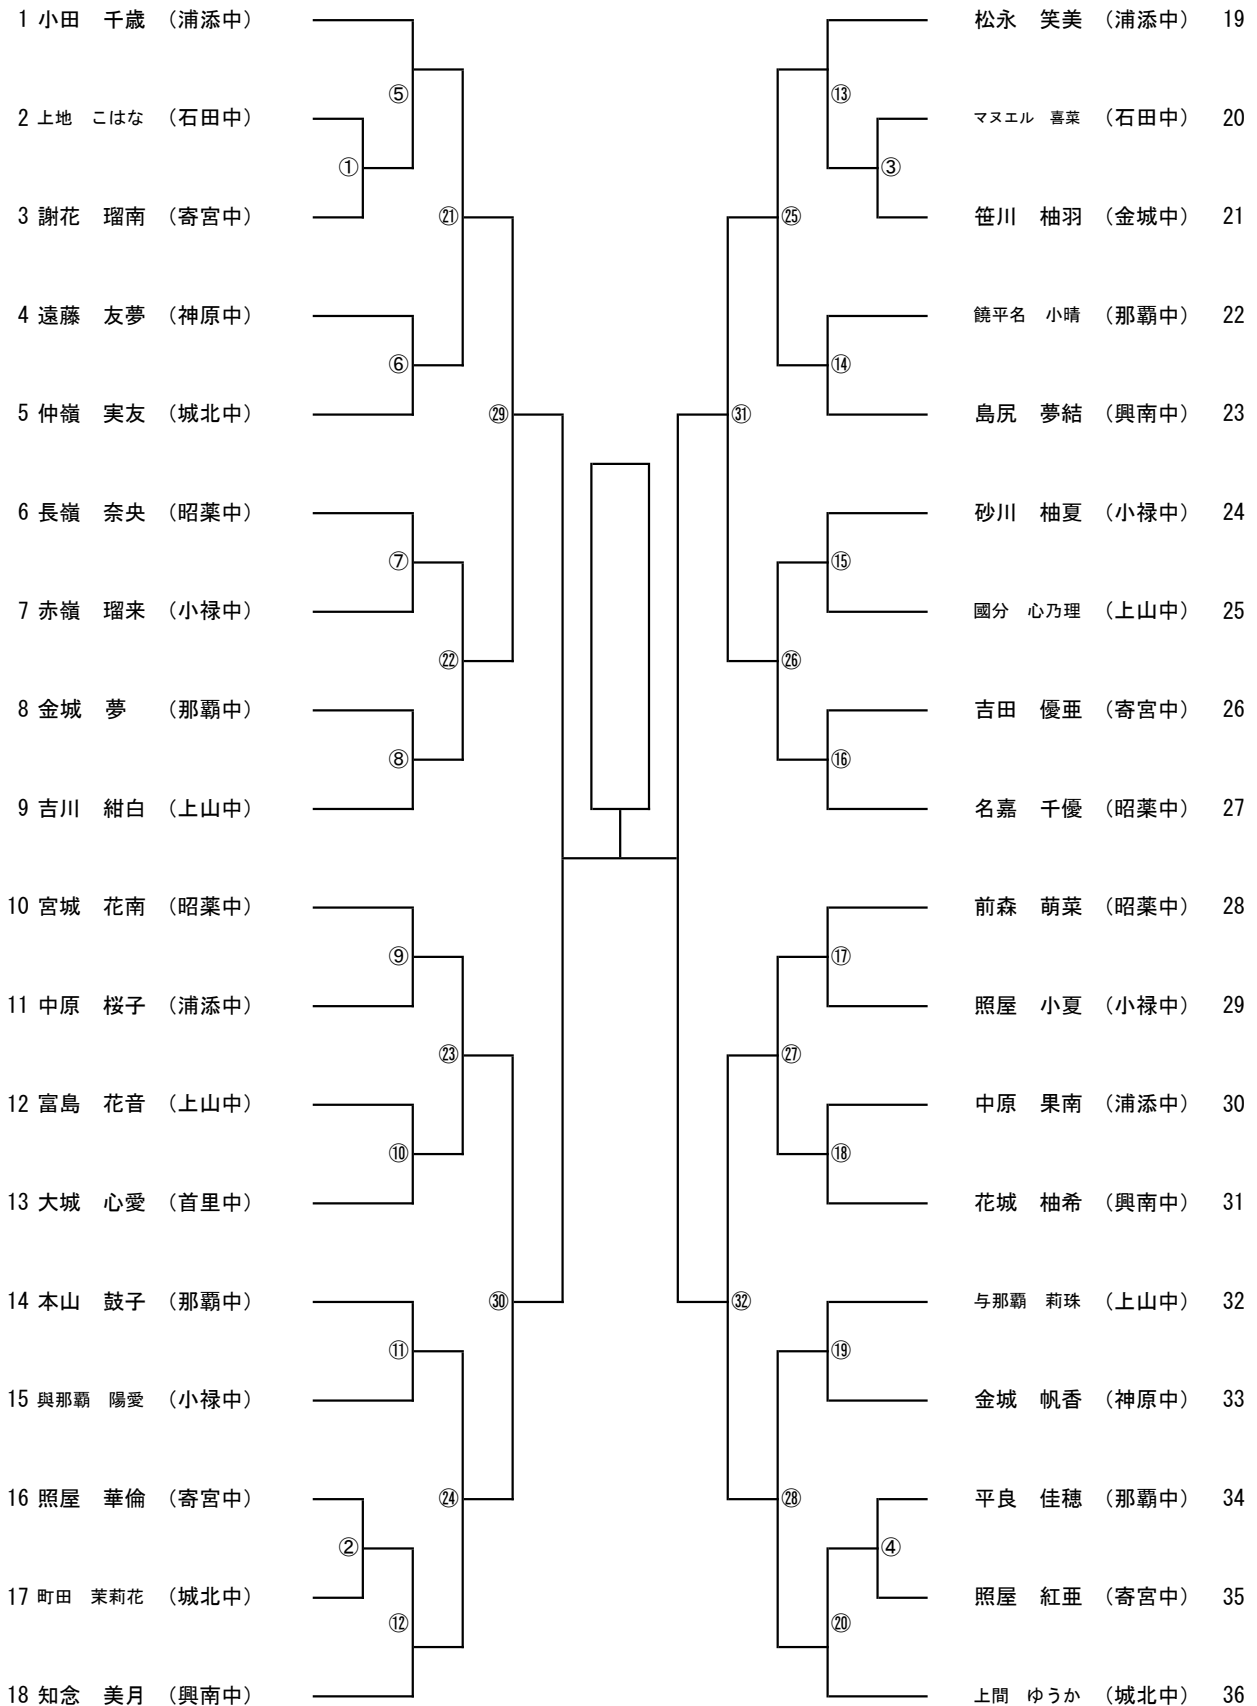 1 小田　千歳 （浦添中）
⑤
2 上地　こはな （石田中）
①
3 謝花　瑠南 （寄宮中）
㉑
4 遠藤　友夢 （神原中）
⑥
5 仲嶺　実友 （城北中）
㉙
6 長嶺　奈央 （昭薬中）
⑦
7 赤嶺　瑠来 （小禄中）
㉒
8 金城　夢 （那覇中）
⑧
9 吉川　紺白 （上山中）
10 宮城　花南 （昭薬中）
⑨
11 中原　桜子 （浦添中）
㉓
12 富島　花音 （上山中）
⑩
13 大城　心愛 （首里中）
14 本山　鼓子 （那覇中）
㉚
⑪
15 與那覇　陽愛 （小禄中）
16 照屋　華倫 （寄宮中）
㉔
②
17 町田　茉莉花 （城北中）
⑫
18 知念　美月 （興南中）
松永　笑美 （浦添中） 19
⑬
マヌエル　喜菜 （石田中） 20
③
笹川　柚羽 （金城中） 21
㉕
饒平名　小晴 （那覇中） 22
⑭
島尻　夢結 （興南中） 23
㉛
砂川　柚夏 （小禄中） 24
⑮
國分　心乃理 （上山中） 25
㉖
吉田　優亜 （寄宮中） 26
⑯
名嘉　千優 （昭薬中） 27
前森　萌菜 （昭薬中） 28
⑰
照屋　小夏 （小禄中） 29
㉗
中原　果南 （浦添中） 30
⑱
花城　柚希 （興南中） 31
与那覇　莉珠 （上山中） 32
㉜
⑲
金城　帆香 （神原中） 33
平良　佳穂 （那覇中） 34
㉘
④
照屋　紅亜 （寄宮中） 35
⑳
上間　ゆうか （城北中） 36